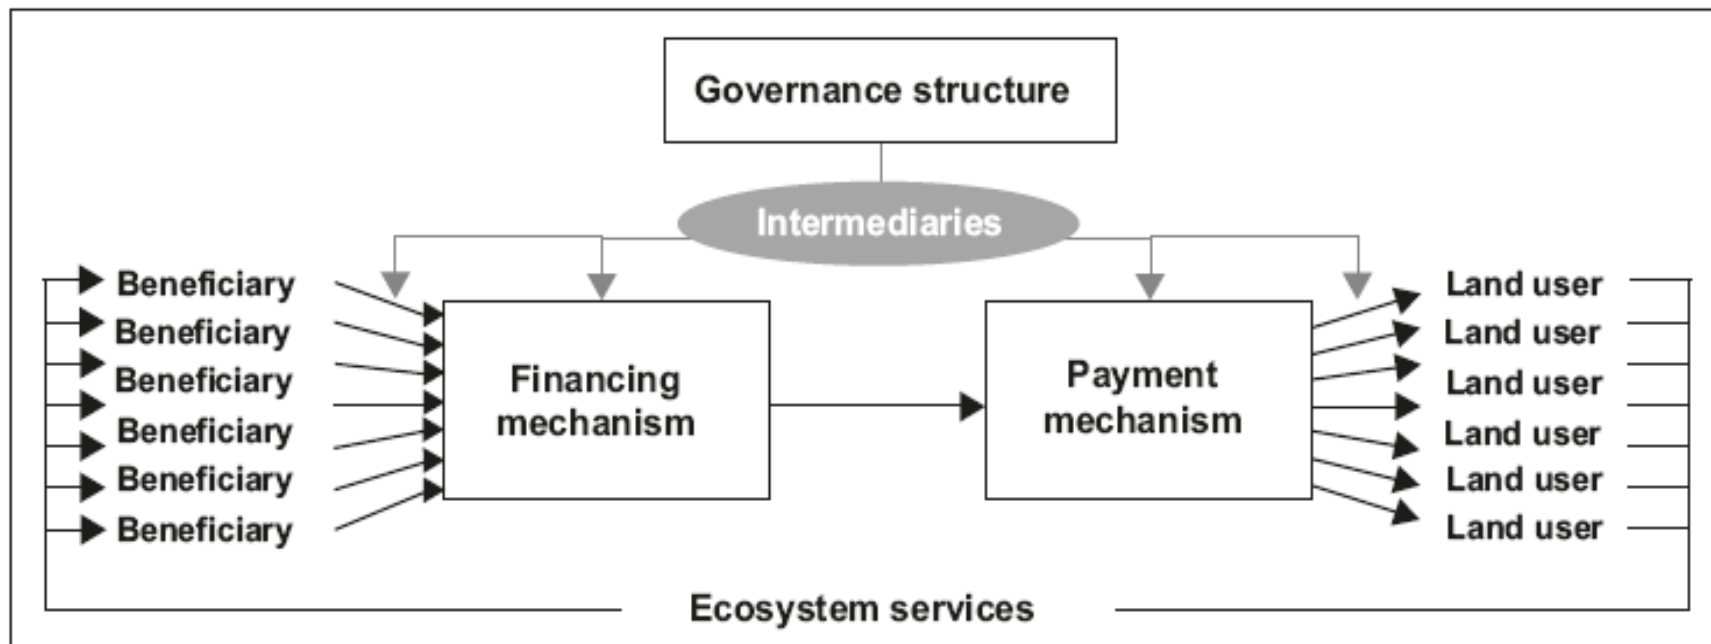 Governance structure
Intermediaries
Beneficiary
Beneficiary
Beneficiary
Beneficiary
Beneficiary
Beneficiary
Financing
mechanism
Payment
mechanism
Land user
Land user
Land user
Land user
Land user
Land user
Ecosystem services